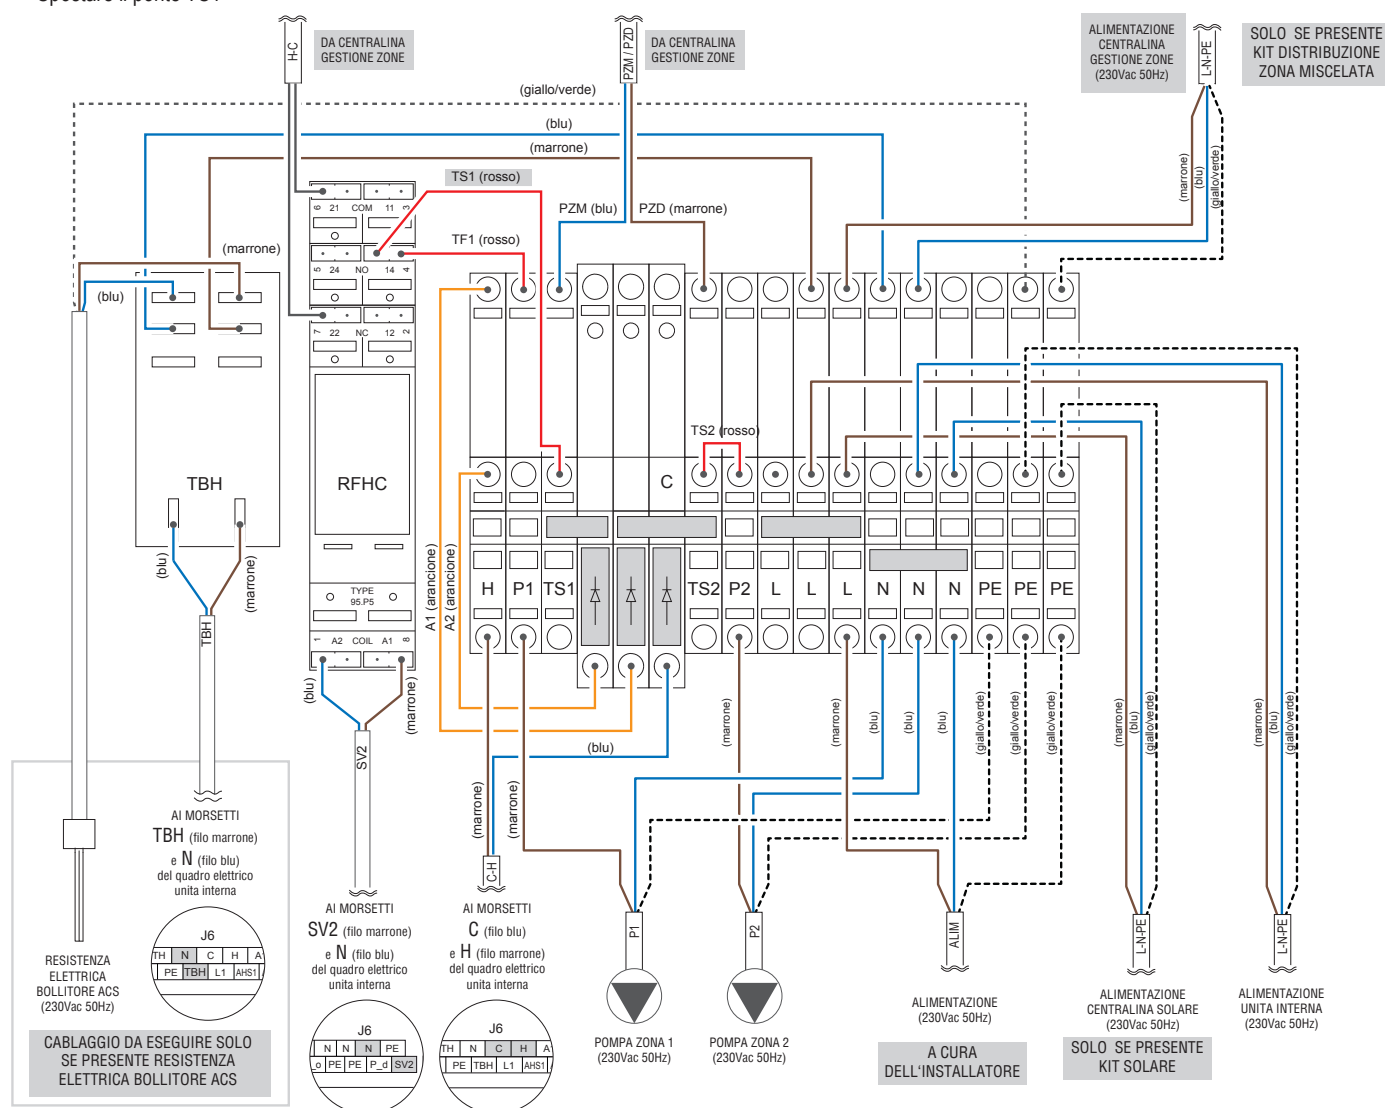 Spostare il ponte TS1
H-C
DA CENTRALINA
GESTIONE ZONE
PZM / PZD
DA CENTRALINA
GESTIONE ZONE
ALIMENTAZIONE
CENTRALINA
GESTIONE ZONE
(230Vac 50Hz)
L-N-PE
SOLO SE PRESENTE
KIT DISTRIBUZIONE
ZONA MISCELATA
(giallo/verde)
(blu)
(marrone)
TS1 (rosso)
PZM (blu)
PZD (marrone)
TF1 (rosso)
(marrone)
(blu)
(giallo/verde)
6 21 COM 11 3
5 24 NO 14 4
7 22 NC 12 2
(marrone)
(blu)
TBH
RFHC
C
TS2 (rosso)
TYPE
95.P5
1 A2 COIL A1 8
A1 (arancione)
A2 (arancione)
H P1 TS1 TS2 P2 L L L N N N PE PE PE
(blu)
(marrone)
TBH
(blu)
(marrone)
SV2
(marrone)
(marrone)
(blu)
C-H
(marrone)
(marrone)
(blu)
(blu)
(blu)
(giallo/verde)
(giallo/verde)
(giallo/verde)
(marrone)
(blu)
(giallo/verde)
(marrone)
(blu)
(giallo/verde)
AI MORSETTI
TBH (filo marrone)
e N (filo blu)
del quadro elettrico
unita interna
J6
TH N C H A
PE TBH L1 AHS1
RESISTENZA
ELETTRICA
BOLLITORE ACS
(230Vac 50Hz)
CABLAGGIO DA ESEGUIRE SOLO
SE PRESENTE RESISTENZA
ELETTRICA BOLLITORE ACS
AI MORSETTI
SV2 (filo marrone)
e N (filo blu)
del quadro elettrico
unita interna
J6
N N N PE
_o PE PE P_d SV2
AI MORSETTI
C (filo blu)
e H (filo marrone)
del quadro elettrico
unita interna
J6
TH N C H A
PE TBH L1 AHS1
P1
POMPA ZONA 1
(230Vac 50Hz)
P2
POMPA ZONA 2
(230Vac 50Hz)
ALIM
ALIMENTAZIONE
(230Vac 50Hz)
A CURA
DELL'INSTALLATORE
L-N-PE
ALIMENTAZIONE
CENTRALINA SOLARE
(230Vac 50Hz)
SOLO SE PRESENTE
KIT SOLARE
L-N-PE
ALIMENTAZIONE
UNITA INTERNA
(230Vac 50Hz)